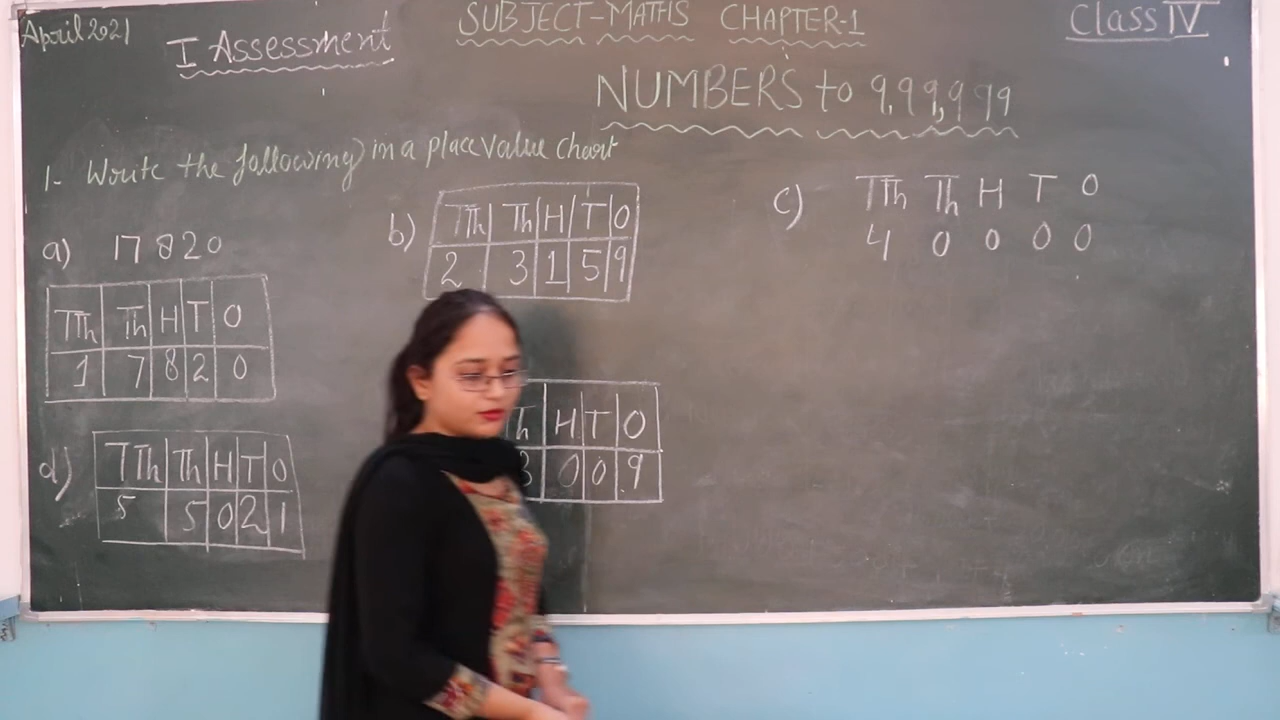 April 2021
I Assessment
SUBJECT-MATHS CHAPTER-1
Class IV
NUMBERS to 9,99,999
1- Write the following in a place value chart
a) 17820
TTh Th H T O
1 7 8 2 0
b)
TTh Th H T O
2 3 1 5 9
c) TTh Th H T O
4 0 0 0 0
d)
TTh Th H T O
5 5 0 2 1
h H T O
3 0 0 9